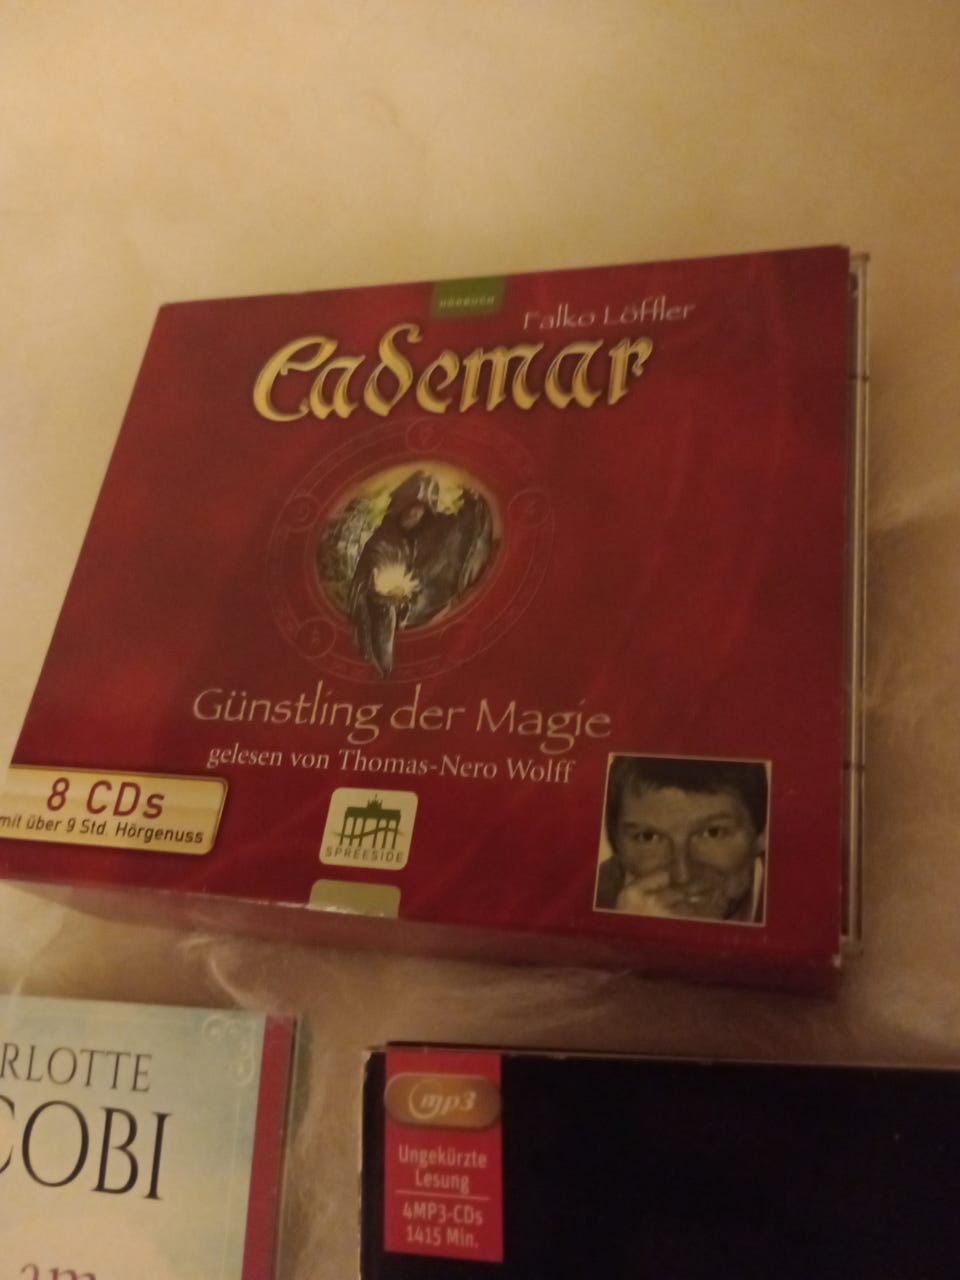 HÖRBUCH
Falko Löffler
Cademar
Günstling der Magie
gelesen von Thomas-Nero Wolff
8 CDs
mit über 9 Std. Hörgenuss
SPREESIDE
RLOTTE
COBI
am
mp3
Ungekürzte
Lesung
4MP3-CDs
1415 Min.